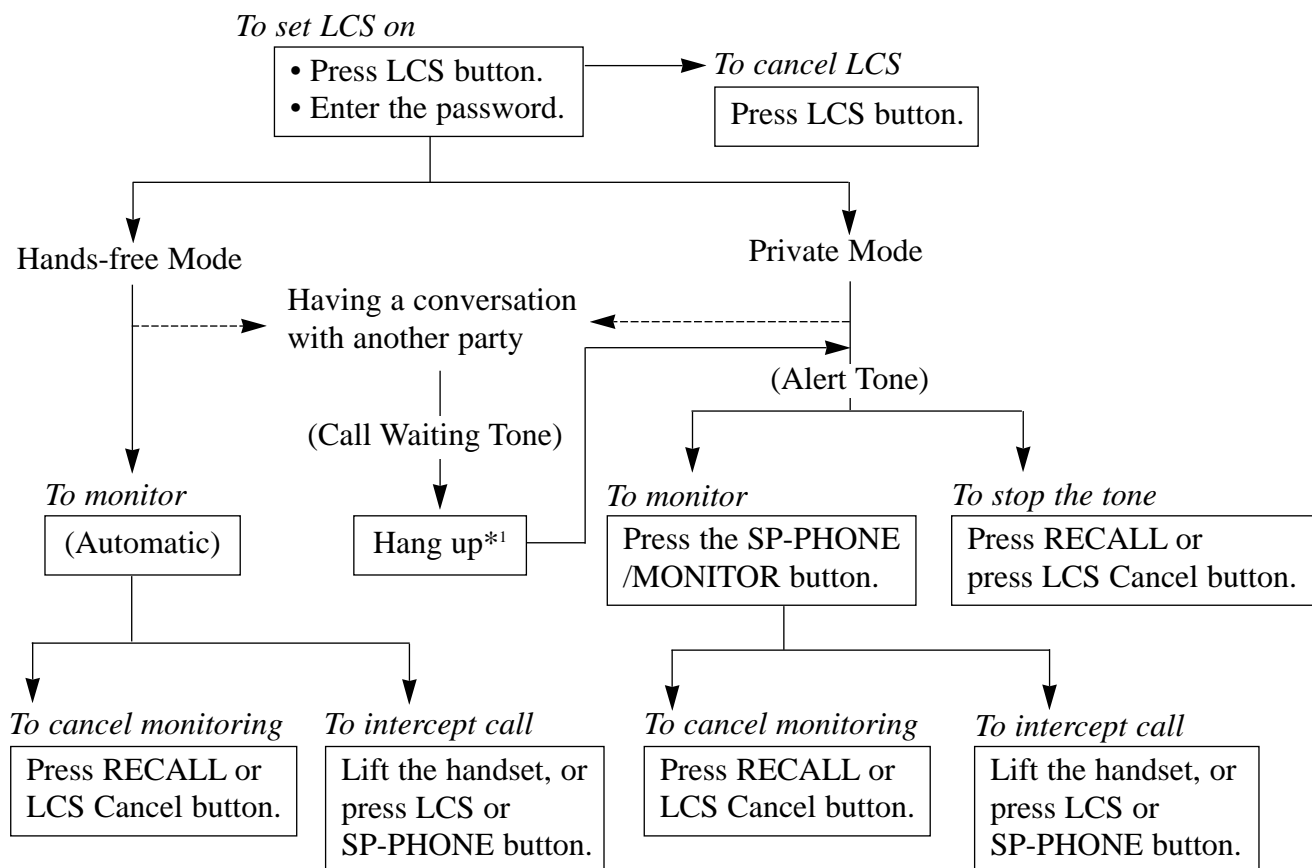 To set LCS on
• Press LCS button.
• Enter the password.
To cancel LCS
Press LCS button.
Hands-free Mode
Private Mode
Having a conversation
with another party
(Alert Tone)
(Call Waiting Tone)
To monitor
(Automatic)
Hang up*¹
To monitor
Press the SP-PHONE
/MONITOR button.
To stop the tone
Press RECALL or
press LCS Cancel button.
To cancel monitoring
Press RECALL or
LCS Cancel button.
To intercept call
Lift the handset, or
press LCS or
SP-PHONE button.
To cancel monitoring
Press RECALL or
LCS Cancel button.
To intercept call
Lift the handset, or
press LCS or
SP-PHONE button.